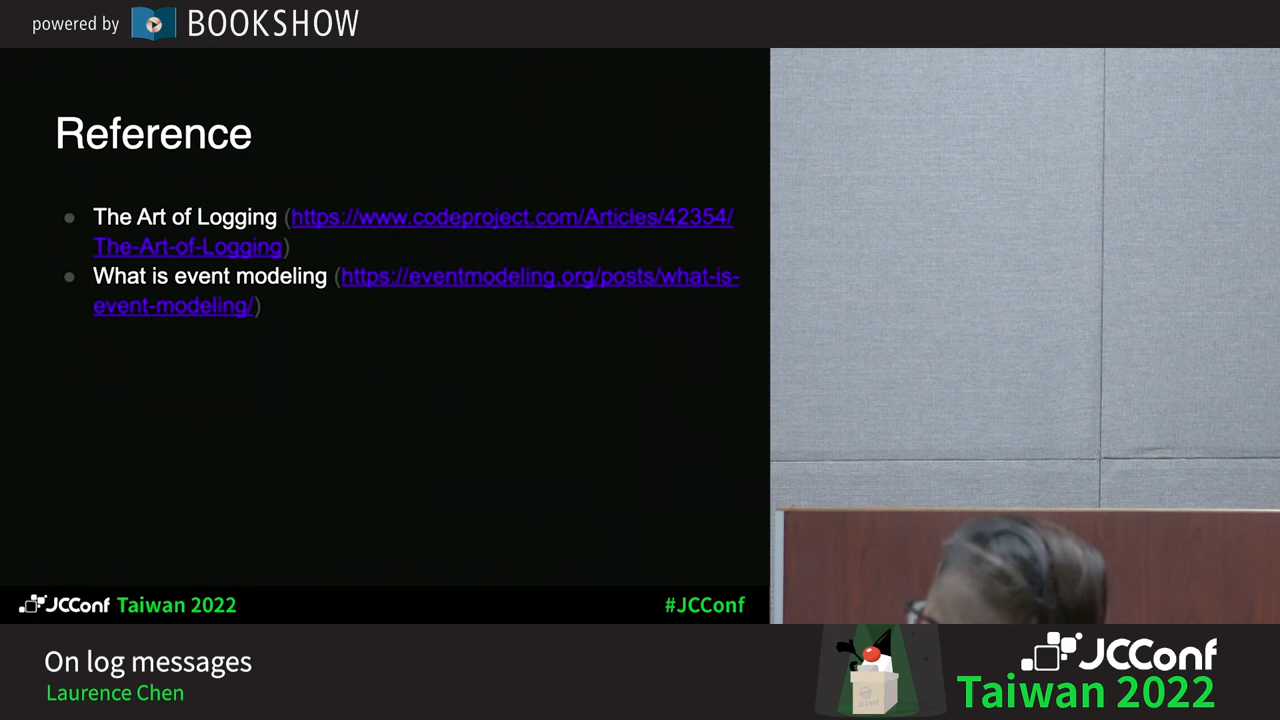 powered by BOOKSHOW
Reference
The Art of Logging (https://www.codeproject.com/Articles/42354/
The-Art-of-Logging)
What is event modeling (https://eventmodeling.org/posts/what-is-
event-modeling/)
JCConf Taiwan 2022
#JCConf
On log messages
Laurence Chen
JCConf
Taiwan 2022